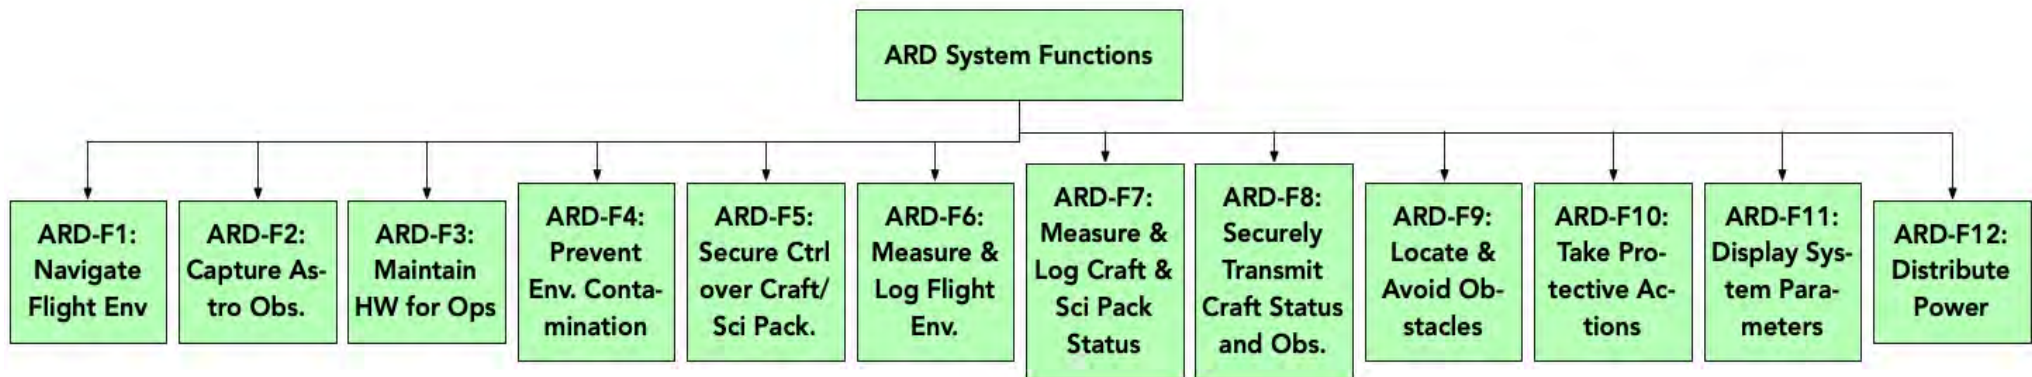 ARD System Functions
ARD-F1:
Navigate
Flight Env
ARD-F2:
Capture As-
tro Obs.
ARD-F3:
Maintain
HW for Ops
ARD-F4:
Prevent
Env. Conta-
mination
ARD-F5:
Secure Ctrl
over Craft/
Sci Pack.
ARD-F6:
Measure &
Log Flight
Env.
ARD-F7:
Measure &
Log Craft &
Sci Pack
Status
ARD-F8:
Securely
Transmit
Craft Status
and Obs.
ARD-F9:
Locate &
Avoid Ob-
stacles
ARD-F10:
Take Pro-
tective Ac-
tions
ARD-F11:
Display Sys-
tem Para-
meters
ARD-F12:
Distribute
Power